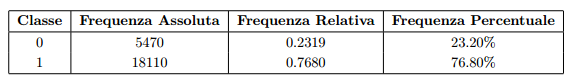 Classe Frequenza Assoluta Frequenza Relativa Frequenza Percentuale
0 5470 0.2319 23.20%
1 18110 0.7680 76.80%